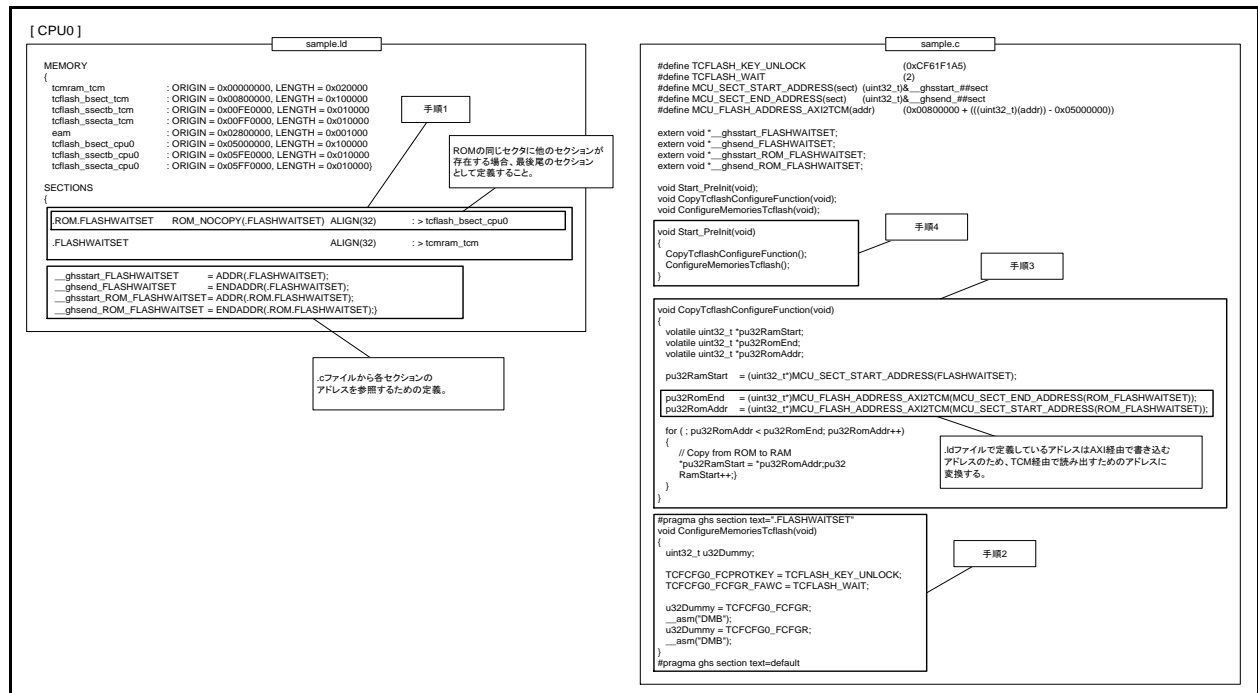 [ CPU0 ]
sample.ld
MEMORY
{
tcmram_tcm : ORIGIN = 0x00000000, LENGTH = 0x020000
tcflash_bsect_tcm : ORIGIN = 0x00800000, LENGTH = 0x100000
tcflash_ssectb_tcm : ORIGIN = 0x00FE0000, LENGTH = 0x010000
tcflash_ssecta_tcm : ORIGIN = 0x00FF0000, LENGTH = 0x010000
eam : ORIGIN = 0x02800000, LENGTH = 0x001000
tcflash_bsect_cpu0 : ORIGIN = 0x05000000, LENGTH = 0x100000
tcflash_ssectb_cpu0 : ORIGIN = 0x05FE0000, LENGTH = 0x010000
tcflash_ssecta_cpu0 : ORIGIN = 0x05FF0000, LENGTH = 0x010000}
手順1
ROMの同じセクタに他のセクションが
存在する場合、最後尾のセクション
として定義すること。
SECTIONS
{
.ROM.FLASHWAITSET ROM_NOCOPY(.FLASHWAITSET) ALIGN(32) : > tcflash_bsect_cpu0
.FLASHWAITSET ALIGN(32) : > tcmram_tcm
__ghsstart_FLASHWAITSET = ADDR(.FLASHWAITSET);
__ghsend_FLASHWAITSET = ENDADDR(.FLASHWAITSET);
__ghsstart_ROM_FLASHWAITSET = ADDR(.ROM.FLASHWAITSET);
__ghsend_ROM_FLASHWAITSET = ENDADDR(.ROM.FLASHWAITSET);}
.cファイルから各セクションの
アドレスを参照するための定義。
sample.c
#define TCFLASH_KEY_UNLOCK (0xCF61F1A5)
#define TCFLASH_WAIT (2)
#define MCU_SECT_START_ADDRESS(sect) (uint32_t)&__ghsstart_##sect
#define MCU_SECT_END_ADDRESS(sect) (uint32_t)&__ghsend_##sect
#define MCU_FLASH_ADDRESS_AXI2TCM(addr) (0x00800000 + (((uint32_t)(addr)) - 0x05000000))
extern void *__ghsstart_FLASHWAITSET;
extern void *__ghsend_FLASHWAITSET;
extern void *__ghsstart_ROM_FLASHWAITSET;
extern void *__ghsend_ROM_FLASHWAITSET;
void Start_PreInit(void);
void CopyTcflashConfigureFunction(void);
void ConfigureMemoriesTcflash(void);
void Start_PreInit(void)
{
CopyTcflashConfigureFunction();
ConfigureMemoriesTcflash();
}
手順4
手順3
void CopyTcflashConfigureFunction(void)
{
volatile uint32_t *pu32RamStart;
volatile uint32_t *pu32RomEnd;
volatile uint32_t *pu32RomAddr;
pu32RamStart = (uint32_t*)MCU_SECT_START_ADDRESS(FLASHWAITSET);
pu32RomEnd = (uint32_t*)MCU_FLASH_ADDRESS_AXI2TCM(MCU_SECT_END_ADDRESS(ROM_FLASHWAITSET));
pu32RomAddr = (uint32_t*)MCU_FLASH_ADDRESS_AXI2TCM(MCU_SECT_START_ADDRESS(ROM_FLASHWAITSET));
for ( ; pu32RomAddr < pu32RomEnd; pu32RomAddr++)
{
// Copy from ROM to RAM
*pu32RamStart = *pu32RomAddr;pu32
RamStart++;}
}
}
.ldファイルで定義しているアドレスはAXI経由で書き込む
アドレスのため、TCM経由で読み出すためのアドレスに
変換する。
#pragma ghs section text=".FLASHWAITSET"
void ConfigureMemoriesTcflash(void)
{
uint32_t u32Dummy;
TCFCFG0_FCPROTKEY = TCFLASH_KEY_UNLOCK;
TCFCFG0_FCFGR_FAWC = TCFLASH_WAIT;
u32Dummy = TCFCFG0_FCFGR;
__asm("DMB");
u32Dummy = TCFCFG0_FCFGR;
__asm("DMB");
}
#pragma ghs section text=default
手順2